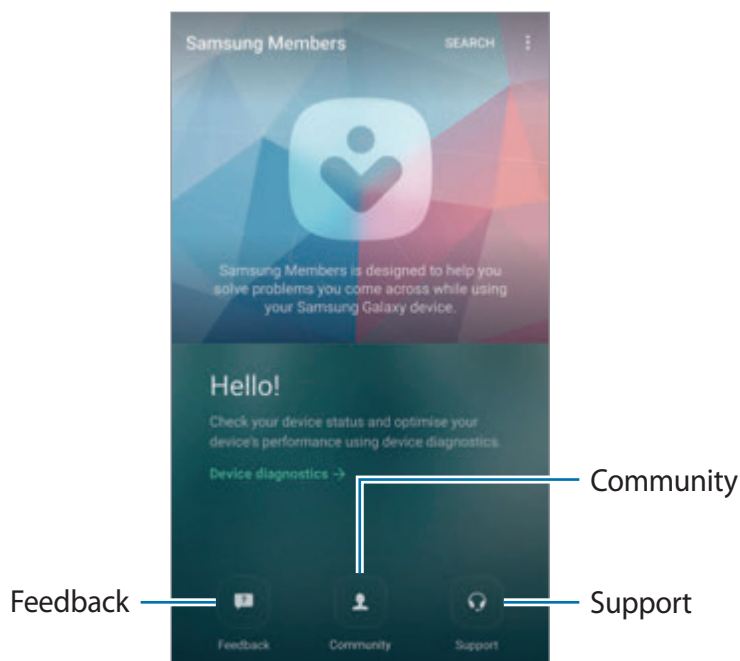 Samsung Members SEARCH
Samsung Members is designed to help you
solve problems you come across while using
your Samsung Galaxy device.
Hello!
Check your device status and optimise your
device's performance using device diagnostics.
Device diagnostics →
Community
Feedback
Support
Feedback Community Support